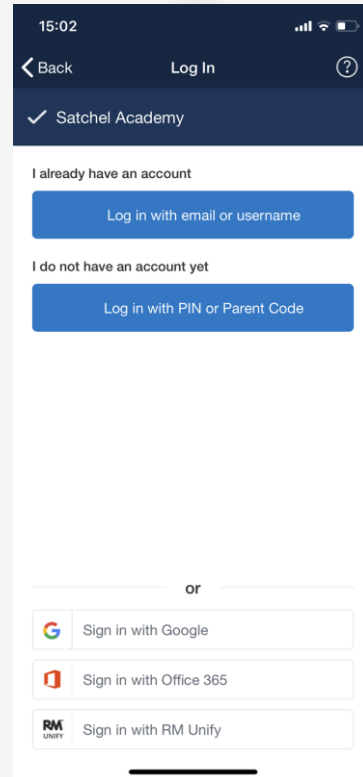 15:02
Back
Log In
?
Satchel Academy
I already have an account
Log in with email or username
I do not have an account yet
Log in with PIN or Parent Code
or
G
Sign in with Google
Sign in with Office 365
RM
UNIFY
Sign in with RM Unify